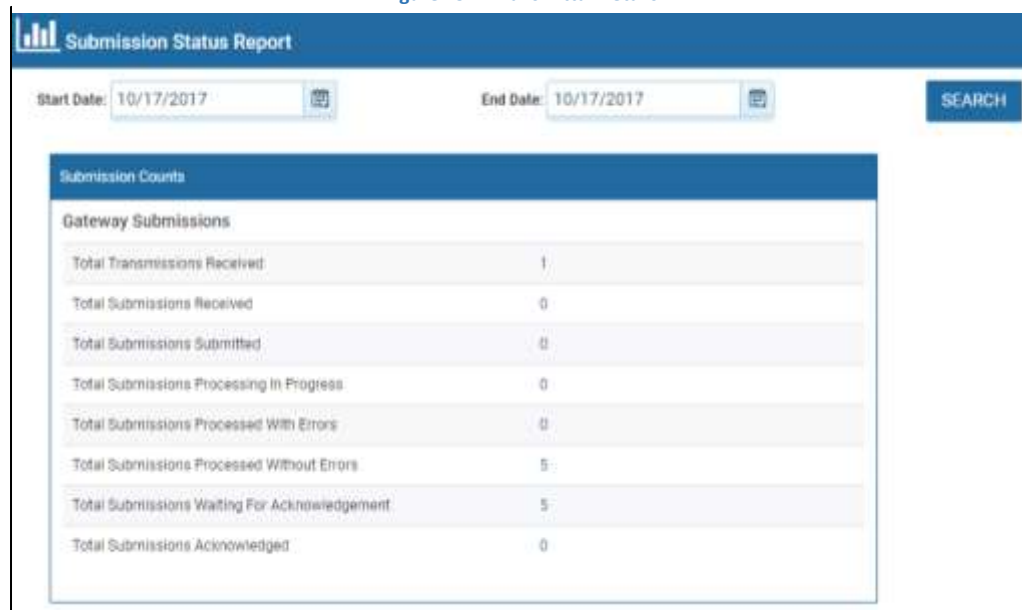 Submission Status Report
Start Date: 10/17/2017 End Date: 10/17/2017 SEARCH
Submission Counts
Gateway Submissions
Total Transmissions Received 1
Total Submissions Received 0
Total Submissions Submitted 0
Total Submissions Processing In Progress 0
Total Submissions Processed With Errors 0
Total Submissions Processed Without Errors 5
Total Submissions Waiting For Acknowledgement 5
Total Submissions Acknowledged 0